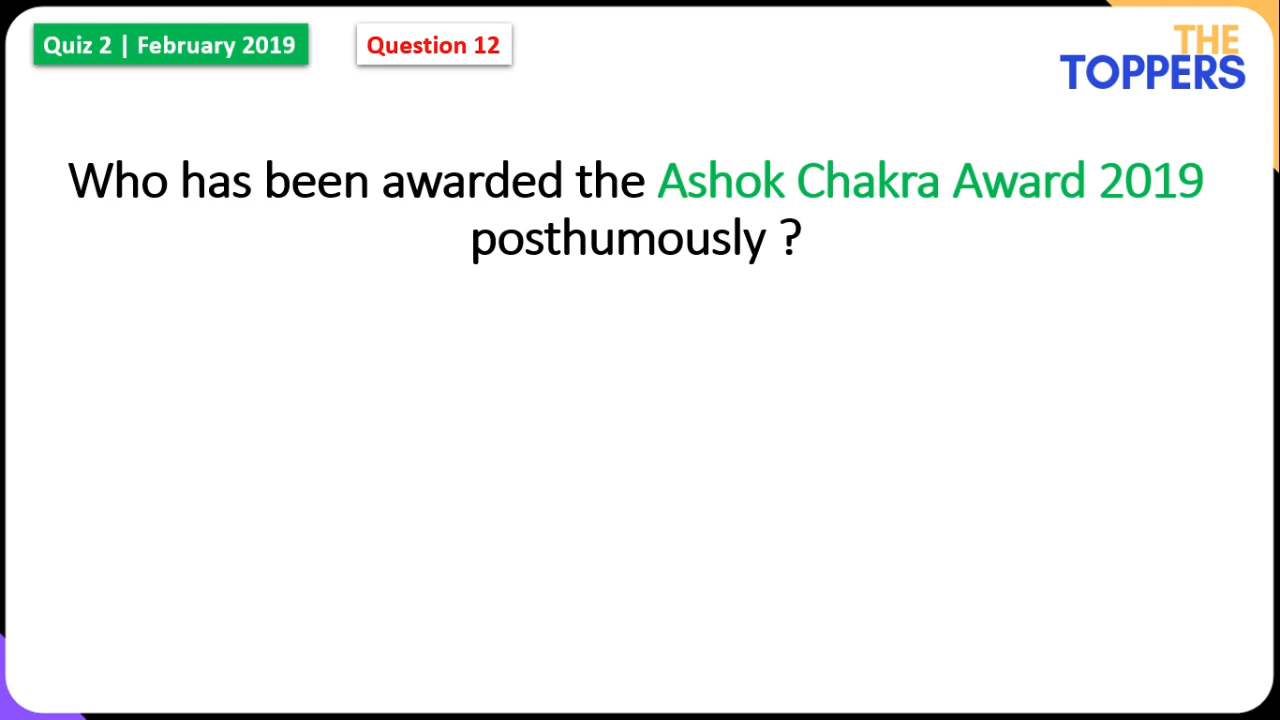 Quiz 2 | February 2019
Question 12
THE
TOPPERS
Who has been awarded the Ashok Chakra Award 2019
posthumously ?